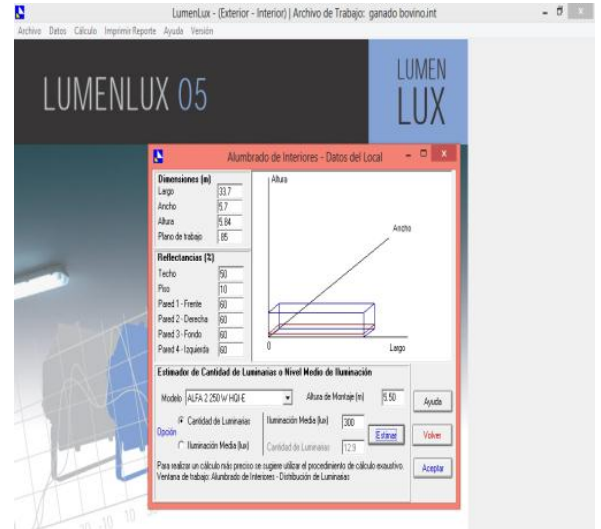 LumenLux - (Exterior - Interior) | Archivo de Trabajo: ganado bovino.int
Archivo Datos Cálculo Imprimir Reporte Ayuda Versión
LUMENLUX 05
LUMEN
LUX
Alumbrado de Interiores - Datos del Local
Dimensiones (m)
Largo 33.7
Ancho 5.7
Altura 5.84
Plano de trabajo .85
Reflectancias (%)
Techo 50
Piso 10
Pared 1 - Frente 60
Pared 2 - Derecha 60
Pared 3 - Fondo 60
Pared 4 - Izquierda 60
Altura
Ancho
0
Largo
Estimador de Cantidad de Luminarias o Nivel Medio de Iluminación
Modelo ALFA 2 250 W HQI-E Altura de Montaje (m) 5.50 Ayuda
Opción Cantidad de Luminarias Iluminación Media (lux) 300 Estimar Volver
Iluminación Media (lux) Cantidad de Luminarias 12.9
Para realizar un cálculo más preciso se sugiere utilizar el procedimiento de cálculo exaustivo. Aceptar
Ventana de trabajo: Alumbrado de Interiores - Distribución de Luminarias
-20 -10 10